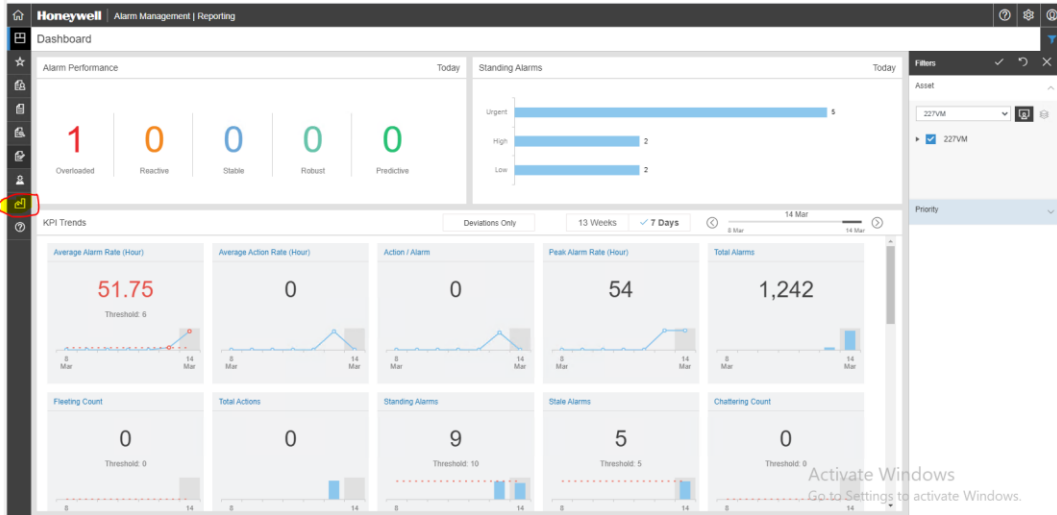 Honeywell Alarm Management | Reporting
Dashboard
Alarm Performance Today
1 0 0 0 0
Overloaded Reactive Stable Robust Predictive
Standing Alarms Today
Urgent 5
High 2
Low 2
Filters
Asset
227VM
227VM
Priority
KPI Trends Deviations Only 13 Weeks 7 Days 14 Mar
8 Mar 14 Mar
Average Alarm Rate (Hour) Average Action Rate (Hour) Action / Alarm Peak Alarm Rate (Hour) Total Alarms
51.75 0 0 54 1,242
Threshold: 6
8 14 8 14 8 14 8 14 8 14
Mar Mar Mar Mar Mar Mar Mar Mar Mar Mar
Fleeting Count Total Actions Standing Alarms Stale Alarms Chattering Count
0 0 9 5 0
Threshold: 0 Threshold: 10 Threshold: 5 Threshold: 0
8 14 8 14 8 14 8 14 8 14
Activate Windows
Go to Settings to activate Windows.